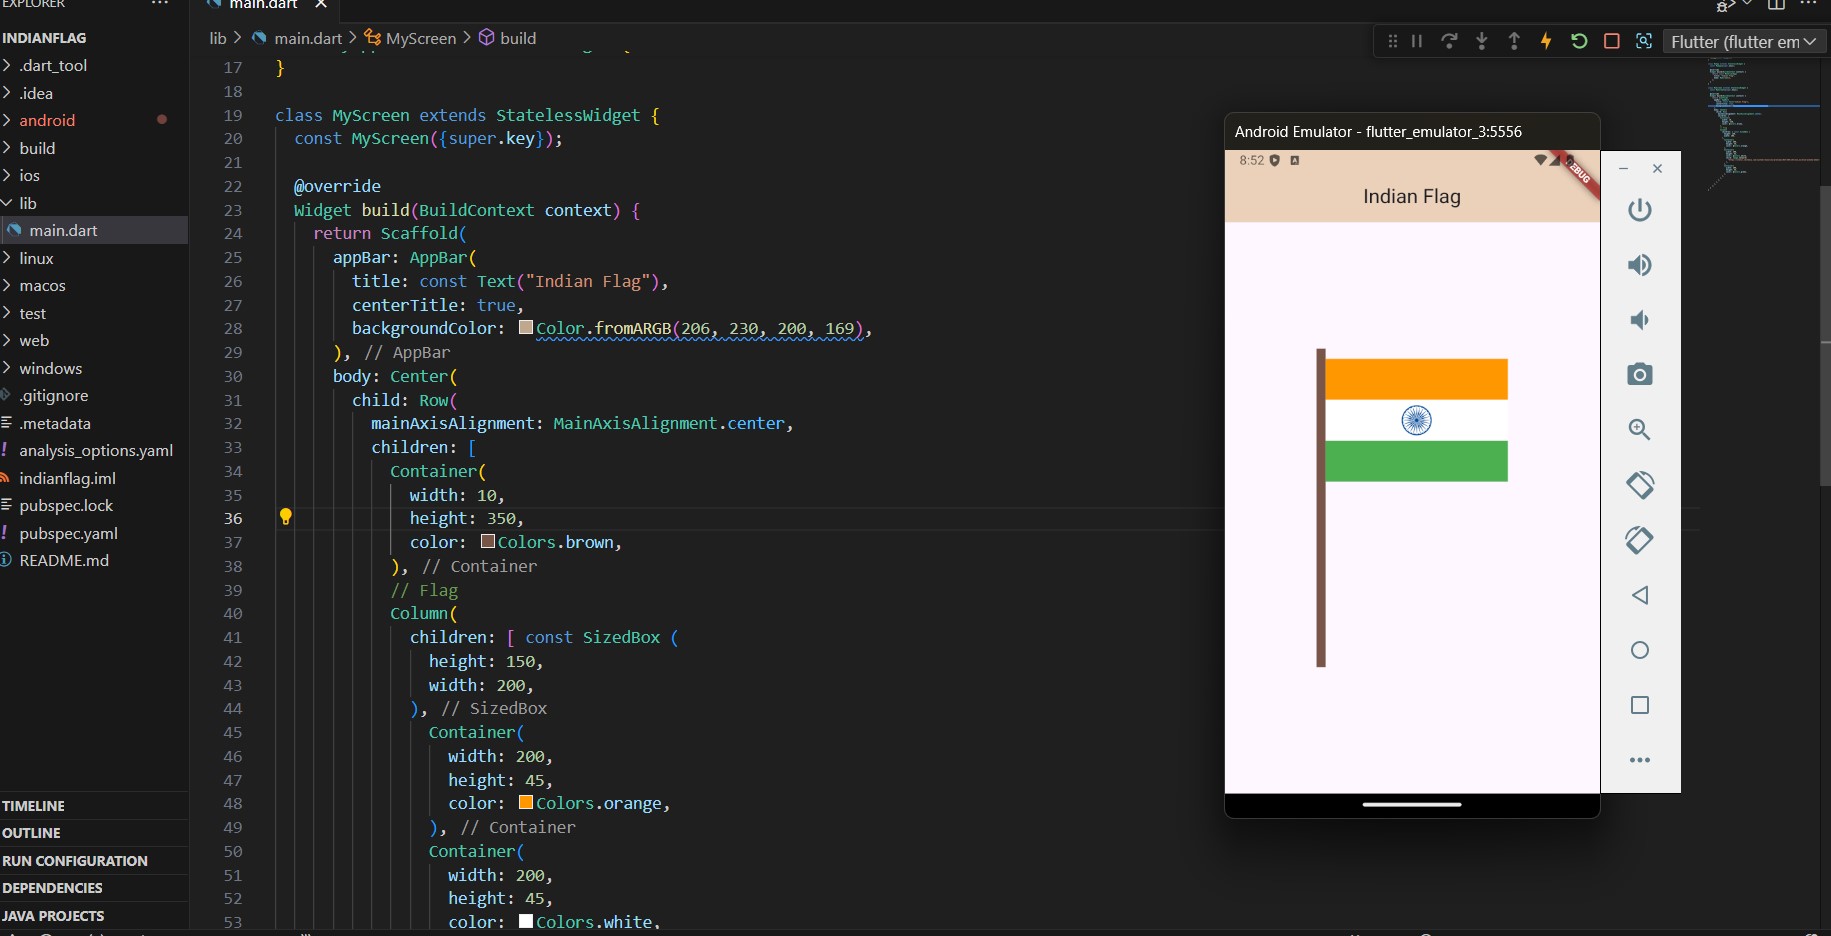 EXPLORER
...
INDIANFLAG
.dart_tool
.idea
android
build
ios
lib
main.dart
linux
macos
test
web
windows
.gitignore
.metadata
analysis_options.yaml
indianflag.iml
pubspec.lock
pubspec.yaml
README.md
TIMELINE
OUTLINE
RUN CONFIGURATION
DEPENDENCIES
JAVA PROJECTS
main.dart
lib > main.dart > MyScreen > build
17 }
18
19 class MyScreen extends StatelessWidget {
20 const MyScreen({super.key});
21
22 @override
23 Widget build(BuildContext context) {
24 return Scaffold(
25 appBar: AppBar(
26 title: const Text("Indian Flag"),
27 centerTitle: true,
28 backgroundColor: Color.fromARGB(206, 230, 200, 169),
29 ), // AppBar
30 body: Center(
31 child: Row(
32 mainAxisAlignment: MainAxisAlignment.center,
33 children: [
34 Container(
35 width: 10,
36 height: 350,
37 color: Colors.brown,
38 ), // Container
39 // Flag
40 Column(
41 children: [ const SizedBox (
42 height: 150,
43 width: 200,
44 ), // SizedBox
45 Container(
46 width: 200,
47 height: 45,
48 color: Colors.orange,
49 ), // Container
50 Container(
51 width: 200,
52 height: 45,
53 color: Colors.white,
Flutter (flutter em
Android Emulator - flutter_emulator_3:5556
8:52
Indian Flag